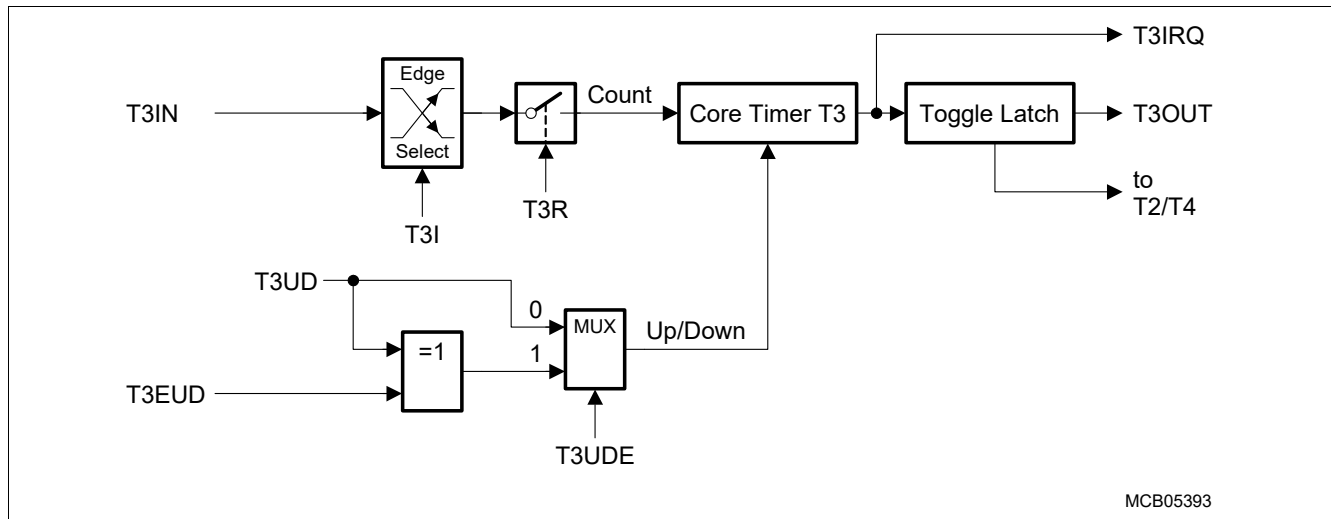 T3IRQ
Edge
Select
Count
T3IN
Core Timer T3
Toggle Latch
T3OUT
T3R
to
T2/T4
T3I
T3UD
0
MUX
Up/Down
=1
1
T3EUD
T3UDE
MCB05393